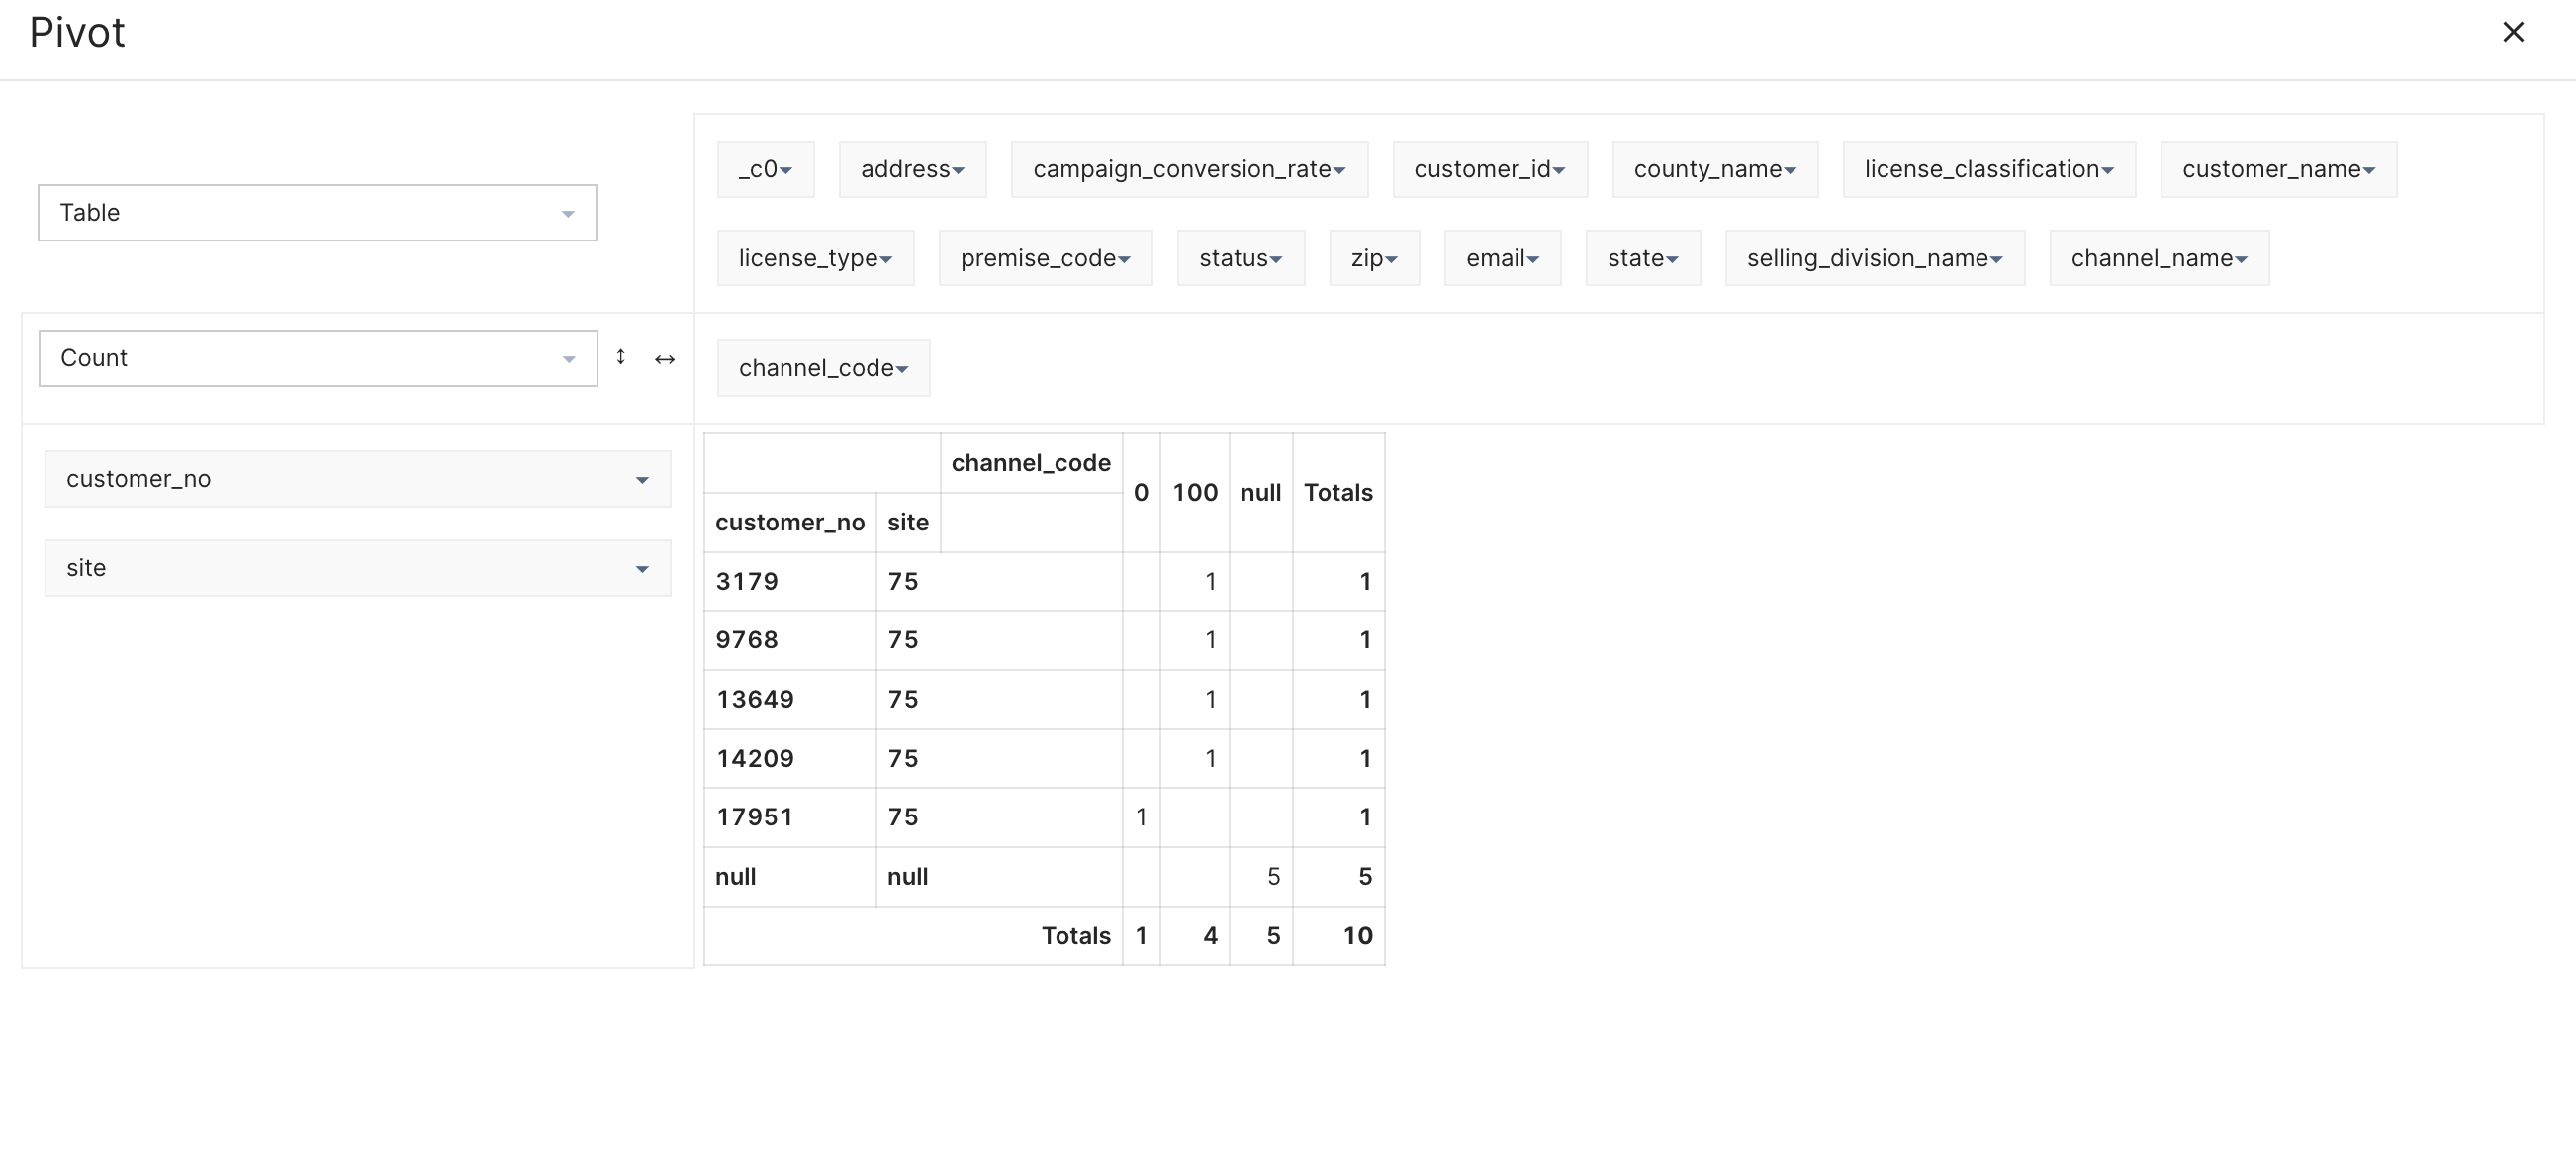 Pivot
_c0 address campaign_conversion_rate customer_id county_name license_classification customer_name
Table
license_type premise_code status zip email state selling_division_name channel_name
Count ↕ ↔ channel_code
customer_no
site
channel_code 0 100 null Totals
customer_no site
3179 75 1 1
9768 75 1 1
13649 75 1 1
14209 75 1 1
17951 75 1 1
null null 5 5
Totals 1 4 5 10